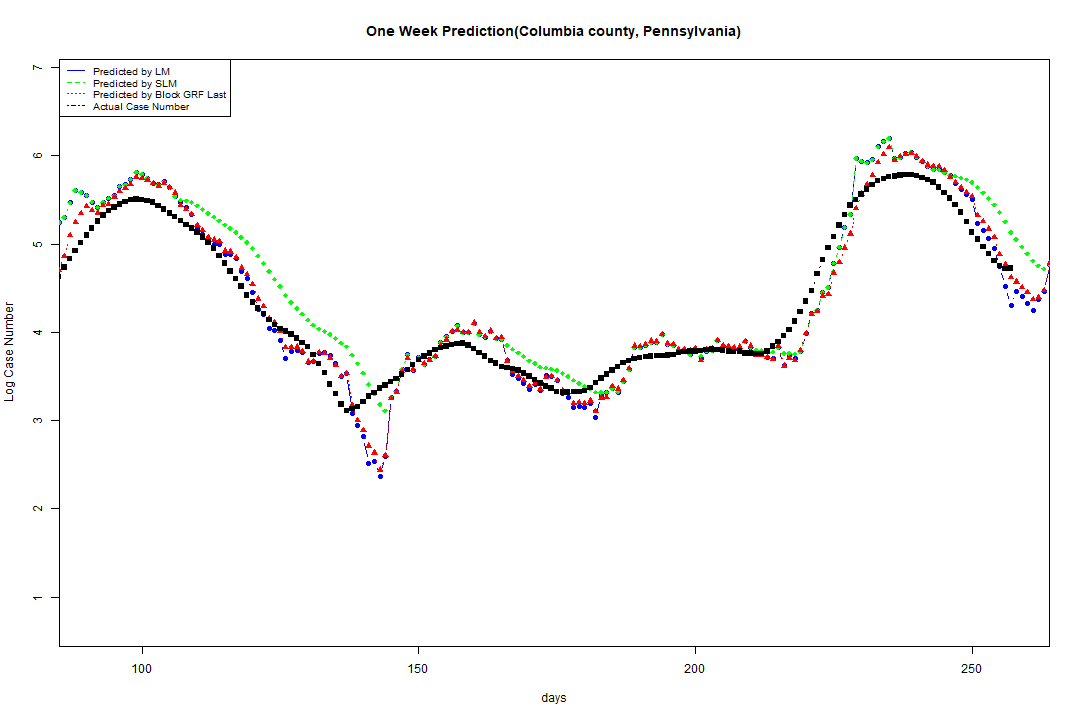 One Week Prediction(Columbia county, Pennsylvania)
Predicted by LM
Predicted by SLM
Predicted by Block GRF Last
Actual Case Number
7
6
5
4
3
2
1
Log Case Number
100 150 200 250
days